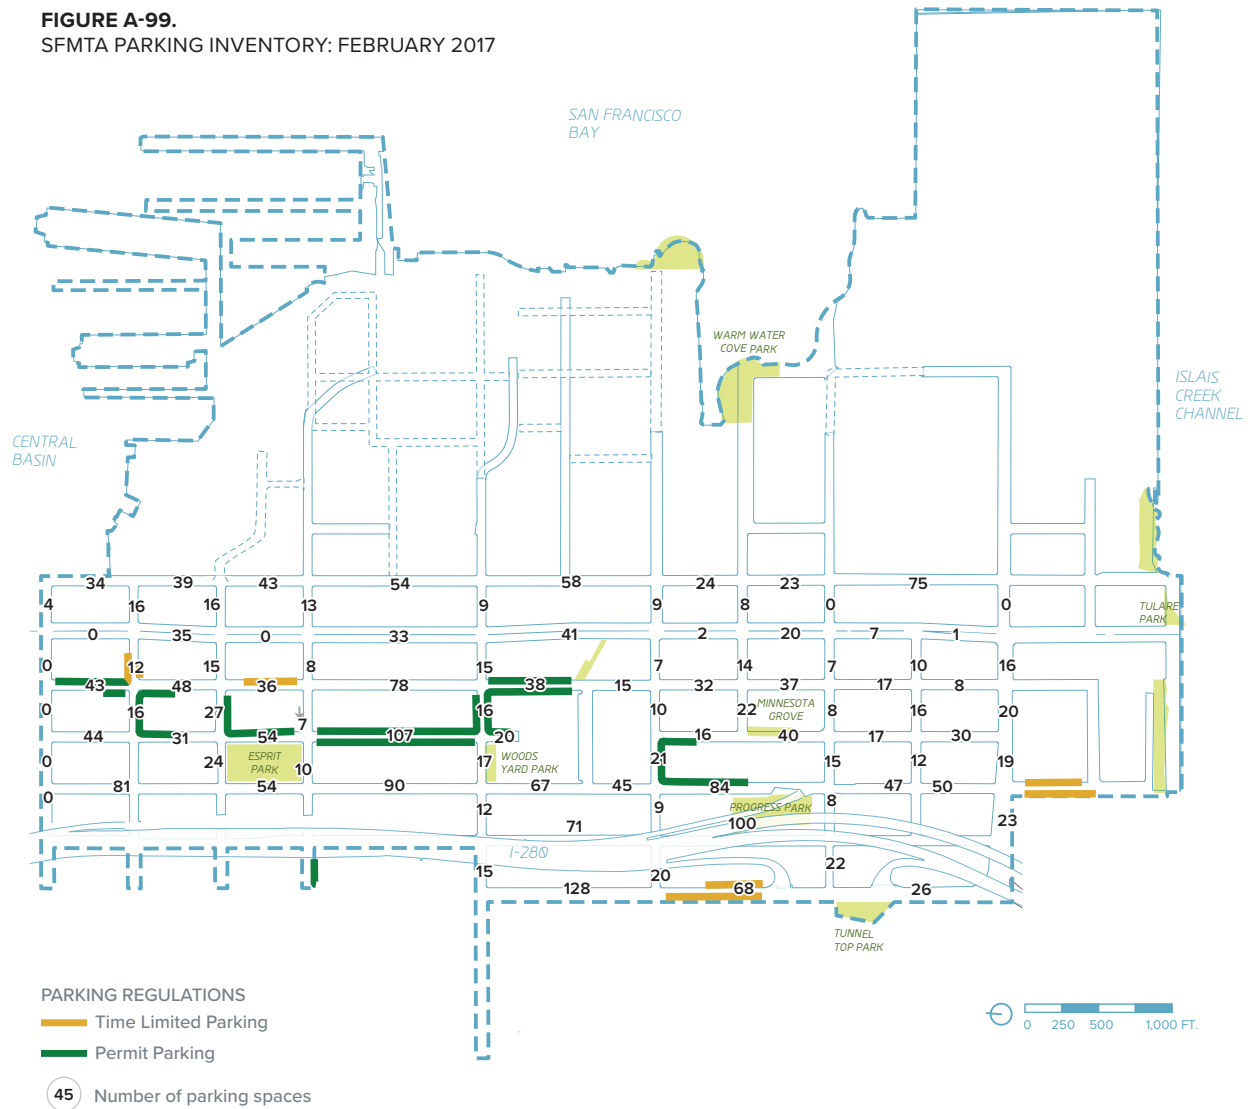 FIGURE A-99.
SFMTA PARKING INVENTORY: FEBRUARY 2017
SAN FRANCISCO
BAY
WARM WATER
COVE PARK
ISLAIS
CREEK
CHANNEL
CENTRAL
BASIN
34 39 43 54 58 24 23 75
4 16 16 13 9 9 8 0 0
TULARE
PARK
0 35 0 33 41 2 20 7 1
0 12 15 8 15 7 14 7 10 16
43 48 36 78 38 15 32 37 17 8
0 16 27 7 16 10 22 8 16 20
MINNESOTA
GROVE
44 31 54 107 20 16 40 17 30
0 24 10 17 21 15 12 19
ESPRIT
PARK
WOODS
YARD PARK
81 54 90 67 45 84 47 50
0 12 9 8 23
PROGRESS PARK
71 100
I-280
15 20 22
128 68 26
TUNNEL
TOP PARK
PARKING REGULATIONS
Time Limited Parking
Permit Parking
45 Number of parking spaces
0 250 500 1,000 FT.